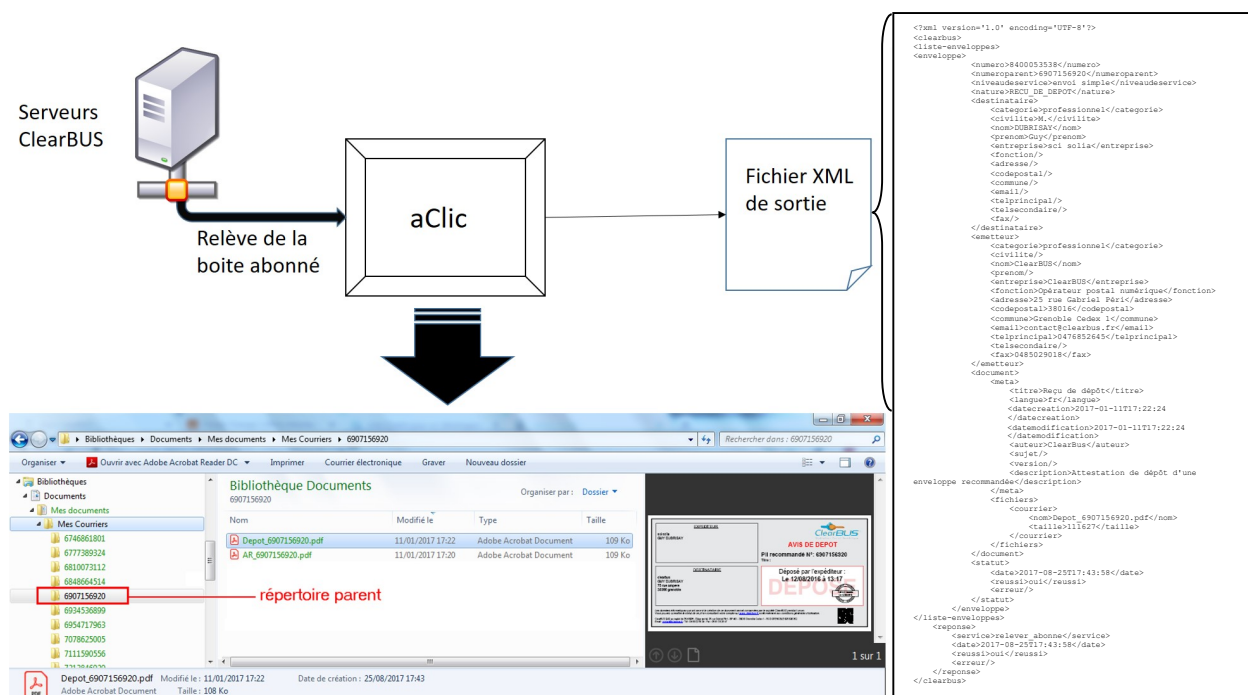 Serveurs
ClearBUS
Relève de la
boite abonné
aClic
Fichier XML
de sortie
<?xml version='1.0' encoding='UTF-8'?>
<clearbus>
<liste-enveloppes>
<enveloppe>
<numero>8400053538</numero>
<numeroparent>6907156920</numeroparent>
<niveaudeservice>envoi simple</niveaudeservice>
<nature>RECU_DE_DEPOT</nature>
<destinataire>
<categorie>professionnel</categorie>
<civilite>M.</civilite>
<nom>DUBRISAY</nom>
<prenom>Guy</prenom>
<entreprise>sci solia</entreprise>
<fonction/>
<adresse/>
<codepostal/>
<commune/>
<email/>
<telprincipal/>
<telsecondaire/>
<fax/>
</destinataire>
<emetteur>
<categorie>professionnel</categorie>
<civilite/>
<nom>ClearBUS</nom>
<prenom/>
<entreprise>ClearBUS</entreprise>
<fonction>Opérateur postal numérique</fonction>
<adresse>25 rue Gabriel Péri</adresse>
<codepostal>38016</codepostal>
<commune>Grenoble Cedex 1</commune>
<email>contact@clearbus.fr</email>
<telprincipal>0476852645</telprincipal>
<telsecondaire/>
<fax>0485029018</fax>
</emetteur>
<document>
<meta>
<titre>Reçu de dépôt</titre>
<langue>fr</langue>
<datecreation>2017-01-11T17:22:24
</datecreation>
<datemodification>2017-01-11T17:22:24
</datemodification>
<auteur>ClearBus</auteur>
<sujet/>
<version/>
<description>Attestation de dépôt d'une
enveloppe recommandée</description>
</meta>
<fichiers>
<courrier>
<nom>Depot_6907156920.pdf</nom>
<taille>111627</taille>
</courrier>
</fichiers>
</document>
<statut>
<date>2017-08-25T17:43:58</date>
<reussi>oui</reussi>
<erreur/>
</statut>
</enveloppe>
</liste-enveloppes>
<reponse>
<service>relever_abonne</service>
<date>2017-08-25T17:43:58</date>
<reussi>oui</reussi>
<erreur/>
</reponse>
</clearbus>
Bibliothèques Documents Mes documents Mes Courriers 6907156920
Rechercher dans : 6907156920
Organiser Ouvrir avec Adobe Acrobat Reader DC Imprimer Courrier électronique Graver Nouveau dossier
Bibliothèques
Documents
Mes documents
Mes Courriers
6746861801
6777389324
6810073112
6848664514
6907156920
6934536899
6954717963
7078625005
7111590556
répertoire parent
Bibliothèque Documents
6907156920
Organiser par : Dossier
Nom Modifié le Type Taille
Depot_6907156920.pdf 11/01/2017 17:22 Adobe Acrobat Document 109 Ko
AR_6907156920.pdf 11/01/2017 17:20 Adobe Acrobat Document 109 Ko
ClearBUS
AVIS DE DEPOT
Pli recommandé N°: 6907156920
DESTINATAIRE
Déposé par l'expéditeur :
Le 12/08/2016 à 13:17
DEPOSE
1 sur 1
Depot_6907156920.pdf Modifié le : 11/01/2017 17:22 Date de création : 25/08/2017 17:43
Adobe Acrobat Document Taille : 108 Ko